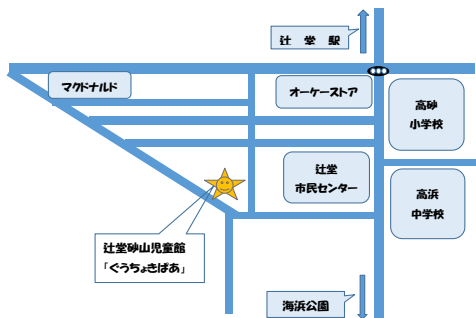 辻 堂 駅
マクドナルド
オーケーストア
高砂
小学校
辻堂
市民センター
高浜
中学校
辻堂砂山児童館
「ぐうちょきぱあ」
海浜公園